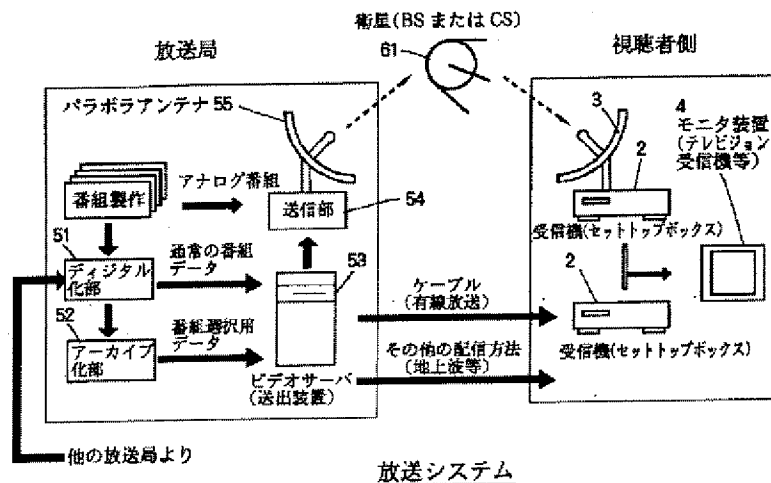 衛星(BSまたはCS)
61
放送局
視聴者側
パラボラアンテナ 55
3
4
モニタ装置
(テレビジョン
受信機等)
2
番組製作
アナログ番組
送信部
54
受信機(セットトップボックス)
51
ディジタル
化部
通常の番組
データ
53
ケーブル
(有線放送)
2
52
アーカイブ
化部
番組選択用
データ
その他の配信方法
(地上波等)
受信機(セットトップボックス)
ビデオサーバ
(送出装置)
他の放送局より
放送システム